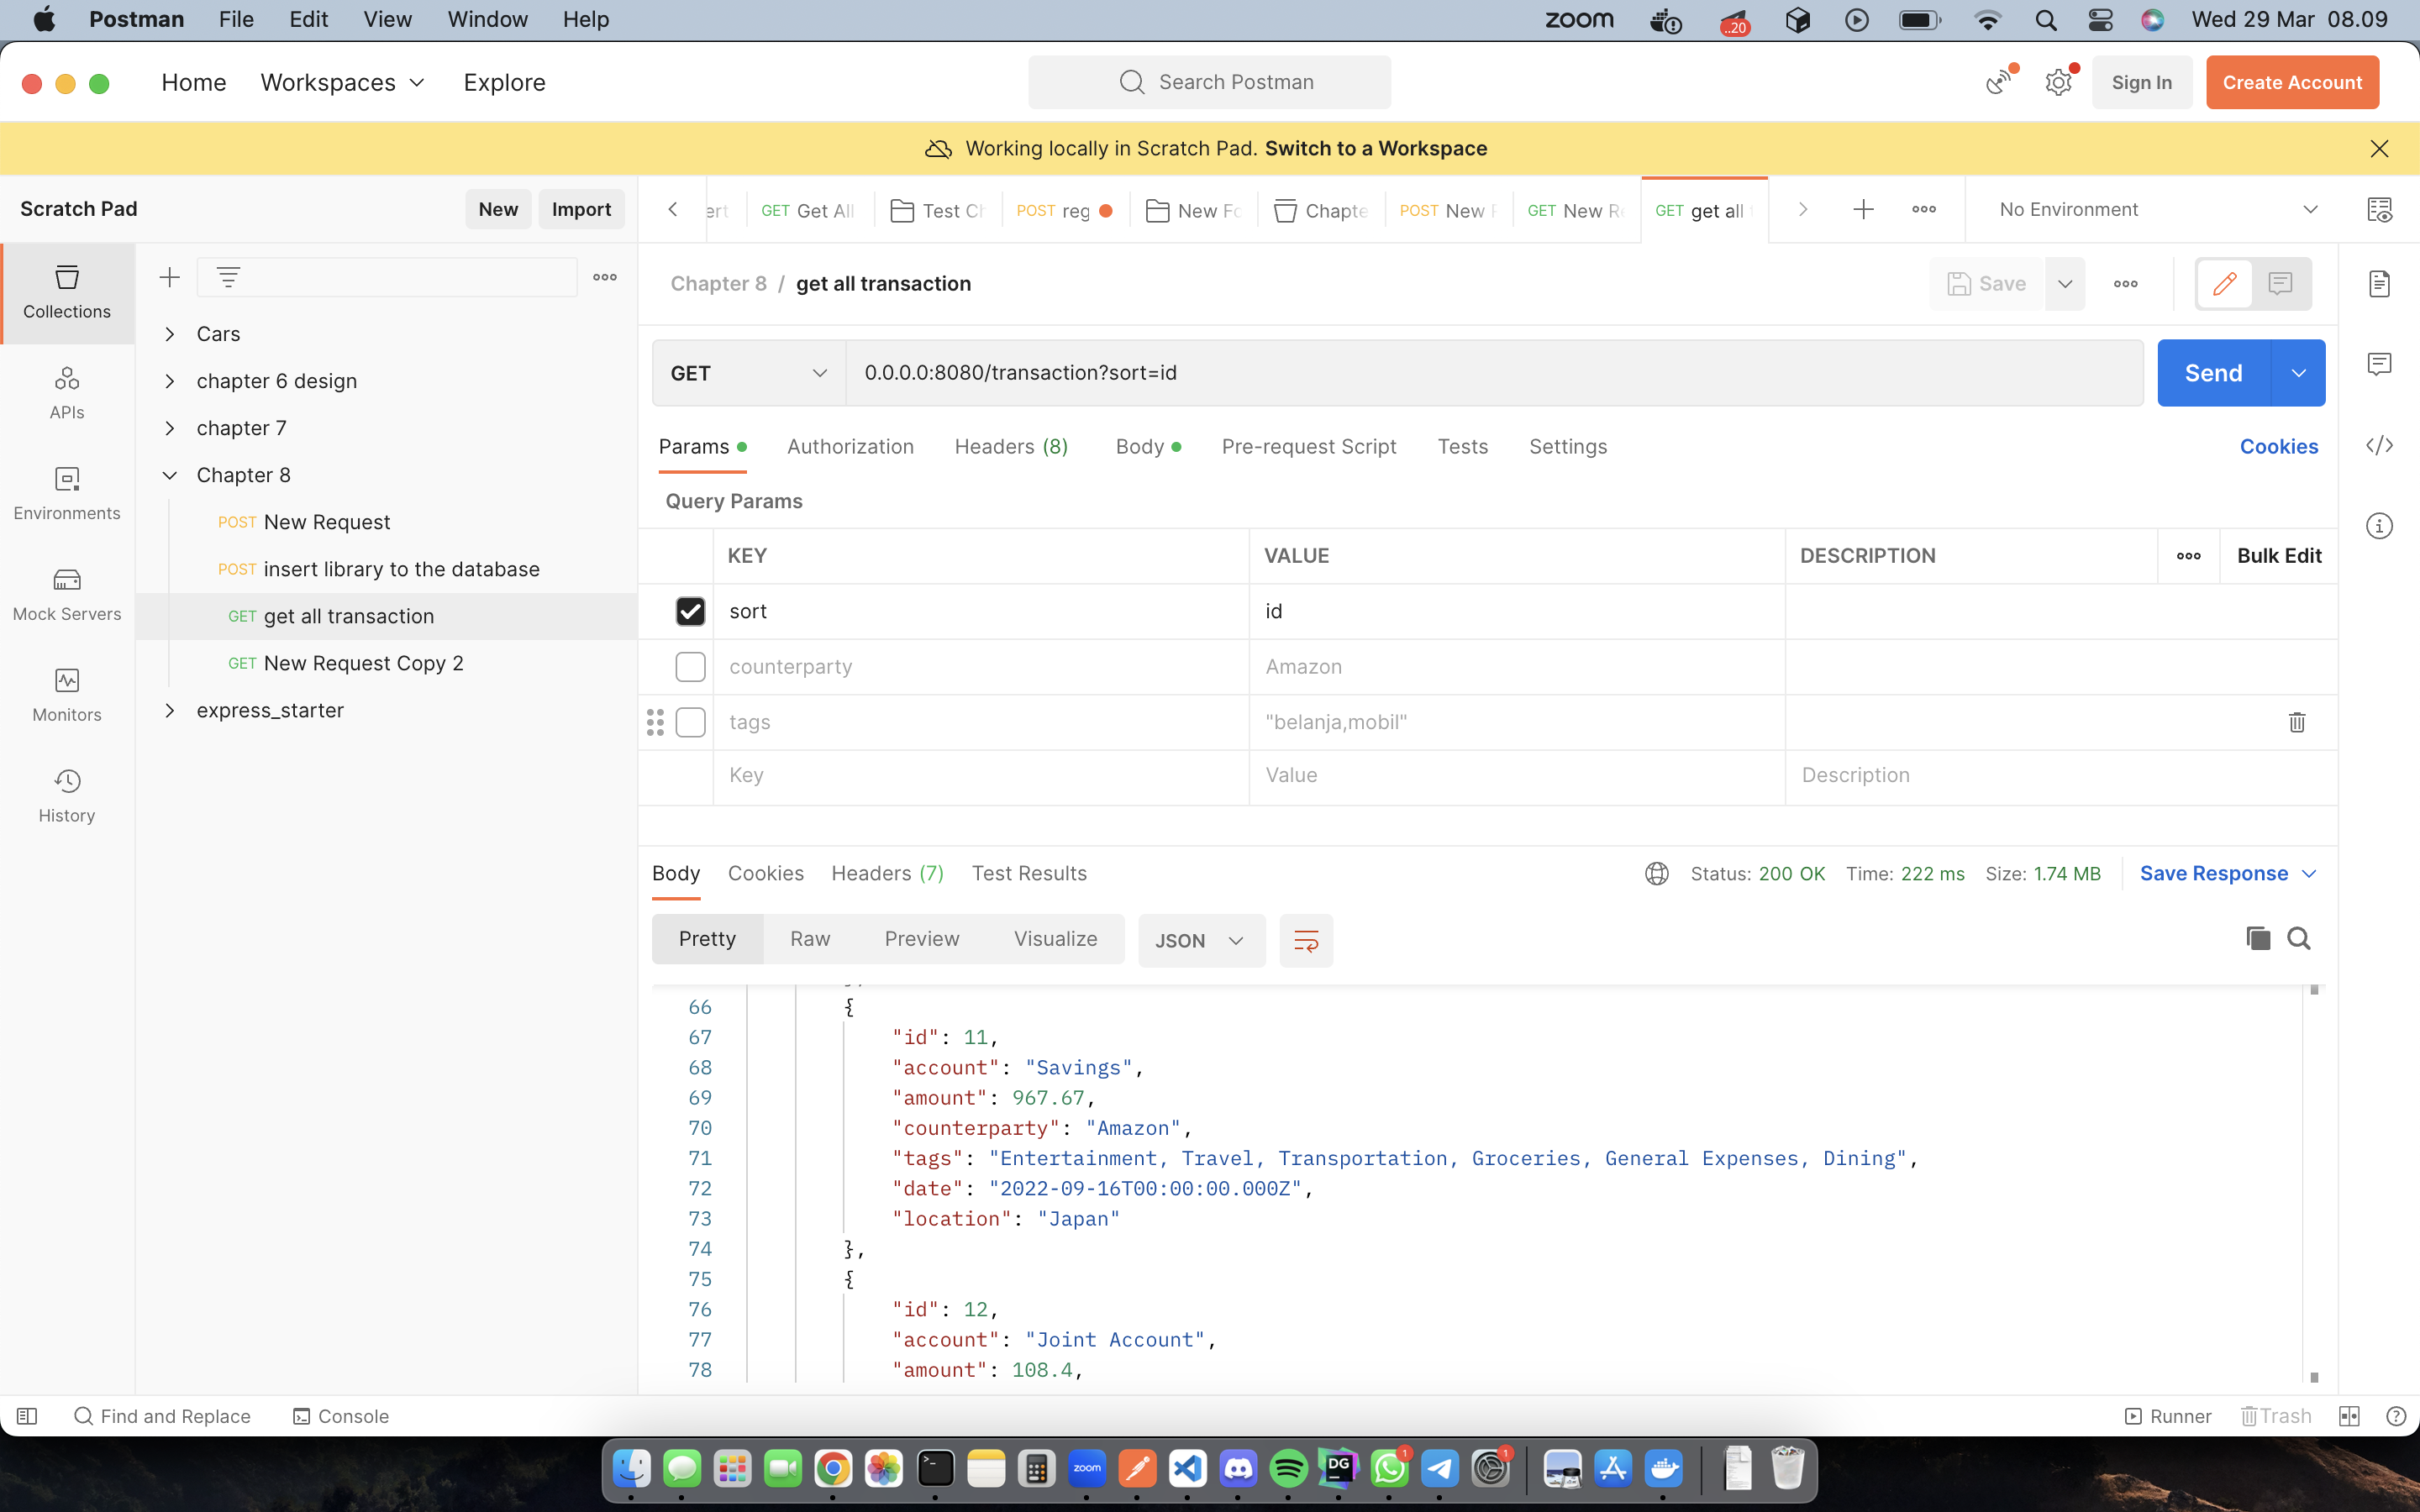 Postman File Edit View Window Help
zoom ..20 Wed 29 Mar 08.09
Home Workspaces Explore
Search Postman
Sign In Create Account
Working locally in Scratch Pad. Switch to a Workspace
Scratch Pad New Import
ert GET Get All Test Ch POST reg New Fo Chapte POST New GET New Re GET get all
No Environment
Collections
APIs
Environments
Mock Servers
Monitors
History
Cars
chapter 6 design
chapter 7
Chapter 8
POST New Request
POST insert library to the database
GET get all transaction
GET New Request Copy 2
express_starter
Chapter 8 / get all transaction
Save
GET 0.0.0.0:8080/transaction?sort=id Send
Params Authorization Headers (8) Body Pre-request Script Tests Settings Cookies
Query Params
KEY VALUE DESCRIPTION Bulk Edit
sort id
counterparty Amazon
tags "belanja,mobil"
Key Value Description
Body Cookies Headers (7) Test Results
Status: 200 OK Time: 222 ms Size: 1.74 MB Save Response
Pretty Raw Preview Visualize JSON
66 {
67 "id": 11,
68 "account": "Savings",
69 "amount": 967.67,
70 "counterparty": "Amazon",
71 "tags": "Entertainment, Travel, Transportation, Groceries, General Expenses, Dining",
72 "date": "2022-09-16T00:00:00.000Z",
73 "location": "Japan"
74 },
75 {
76 "id": 12,
77 "account": "Joint Account",
78 "amount": 108.4,
Find and Replace Console
Runner Trash
zoom DG 1 1